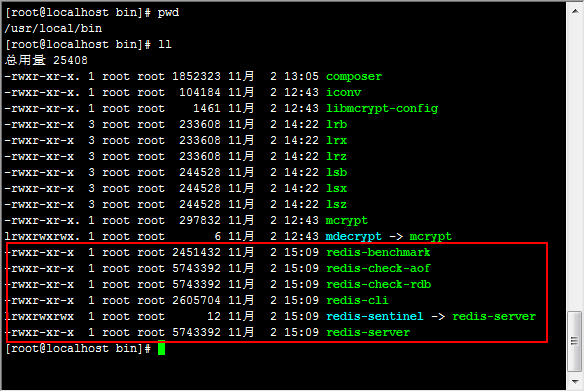 [root@localhost bin]# pwd
/usr/local/bin
[root@localhost bin]# ll
总用量 25408
-rwxr-xr-x. 1 root root 1852323 11月  2 13:05 composer
-rwxr-xr-x. 1 root root  104184 11月  2 12:43 iconv
-rwxr-xr-x. 1 root root    1461 11月  2 12:43 libmcrypt-config
-rwxr-xr-x  3 root root  233608 11月  2 14:22 lrb
-rwxr-xr-x  3 root root  233608 11月  2 14:22 lrx
-rwxr-xr-x  3 root root  233608 11月  2 14:22 lrz
-rwxr-xr-x  3 root root  244528 11月  2 14:22 lsb
-rwxr-xr-x  3 root root  244528 11月  2 14:22 lsx
-rwxr-xr-x  3 root root  244528 11月  2 14:22 lsz
-rwxr-xr-x. 1 root root  297832 11月  2 12:43 mcrypt
lrwxrwxrwx. 1 root root       6 11月  2 12:43 mdecrypt -> mcrypt
-rwxr-xr-x  1 root root 2451432 11月  2 15:09 redis-benchmark
-rwxr-xr-x  1 root root 5743392 11月  2 15:09 redis-check-aof
-rwxr-xr-x  1 root root 5743392 11月  2 15:09 redis-check-rdb
-rwxr-xr-x  1 root root 2605704 11月  2 15:09 redis-cli
lrwxrwxrwx  1 root root      12 11月  2 15:09 redis-sentinel -> redis-server
-rwxr-xr-x  1 root root 5743392 11月  2 15:09 redis-server
[root@localhost bin]#